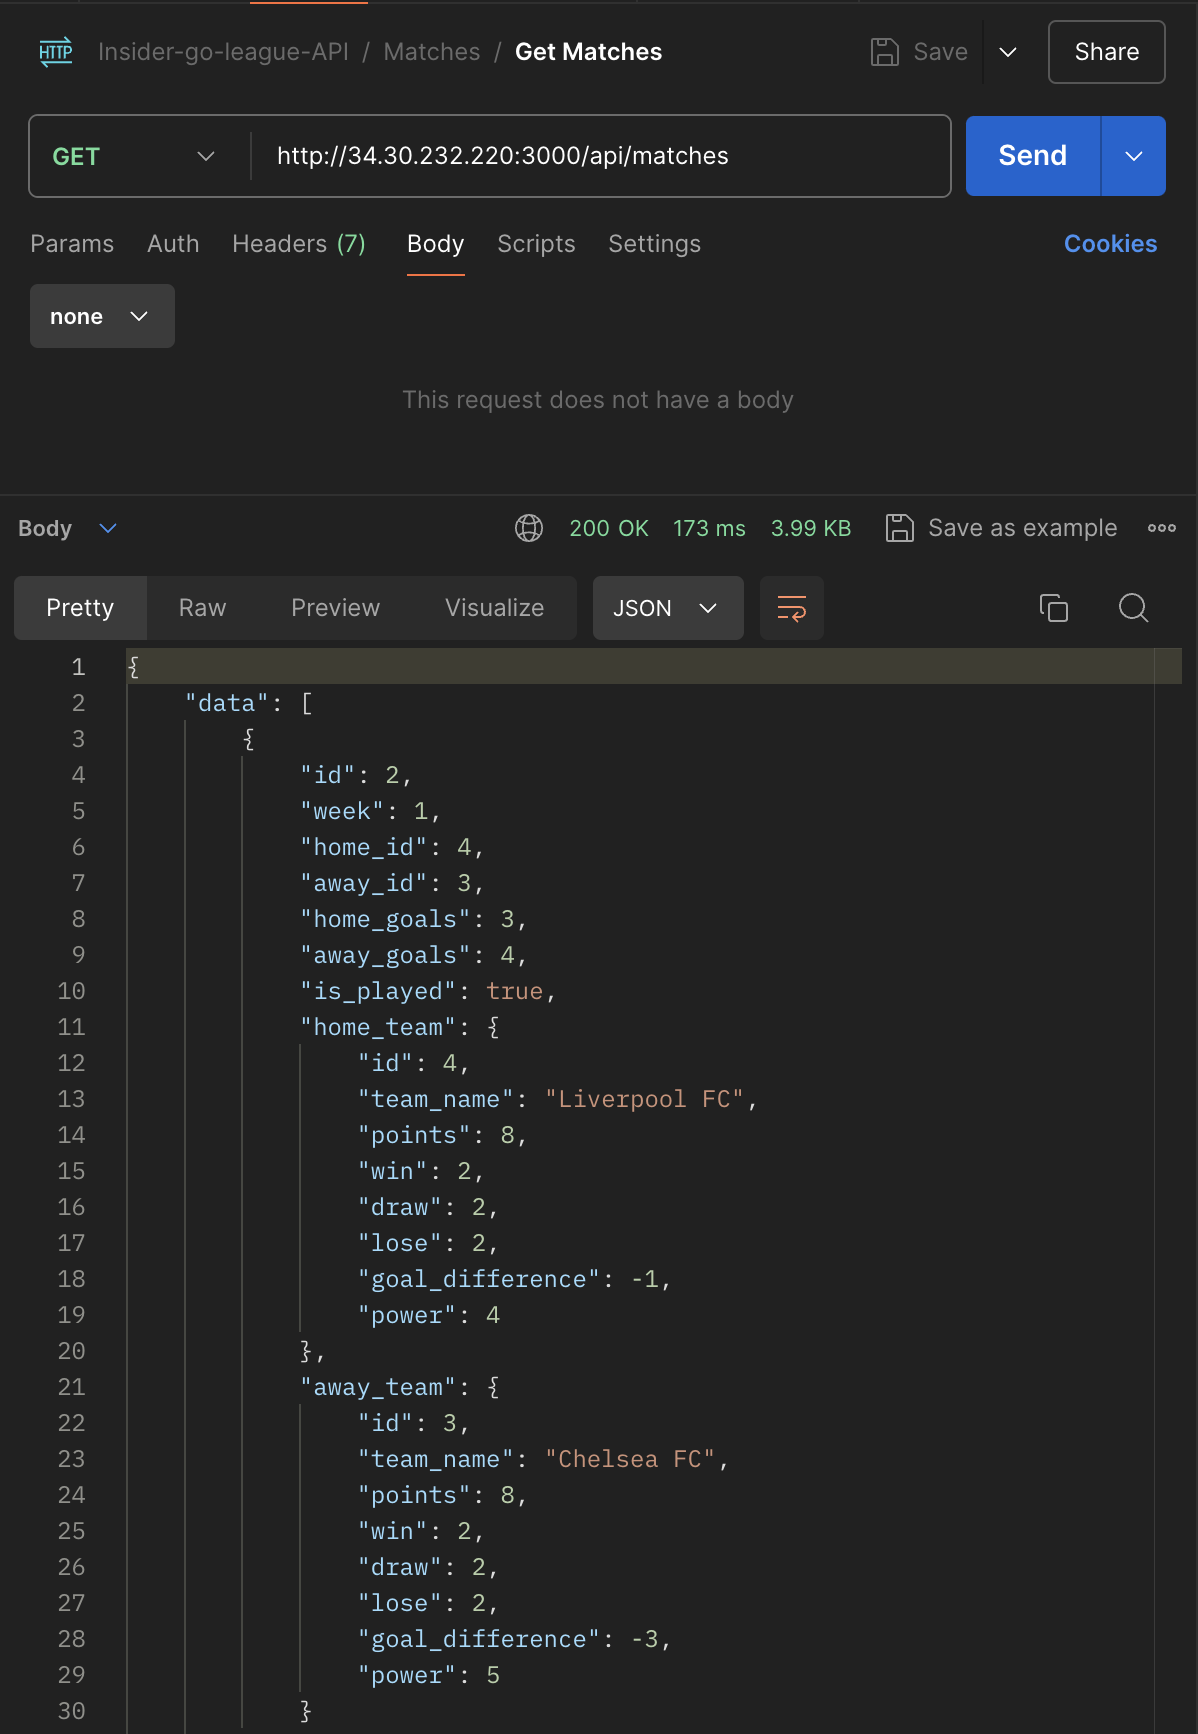 HTTP Insider-go-league-API / Matches / Get Matches Save Share
GET http://34.30.232.220:3000/api/matches Send
Params Auth Headers (7) Body Scripts Settings Cookies
none
This request does not have a body
Body 200 OK 173 ms 3.99 KB Save as example
Pretty Raw Preview Visualize JSON
1 {
2 "data": [
3 {
4 "id": 2,
5 "week": 1,
6 "home_id": 4,
7 "away_id": 3,
8 "home_goals": 3,
9 "away_goals": 4,
10 "is_played": true,
11 "home_team": {
12 "id": 4,
13 "team_name": "Liverpool FC",
14 "points": 8,
15 "win": 2,
16 "draw": 2,
17 "lose": 2,
18 "goal_difference": -1,
19 "power": 4
20 },
21 "away_team": {
22 "id": 3,
23 "team_name": "Chelsea FC",
24 "points": 8,
25 "win": 2,
26 "draw": 2,
27 "lose": 2,
28 "goal_difference": -3,
29 "power": 5
30 }